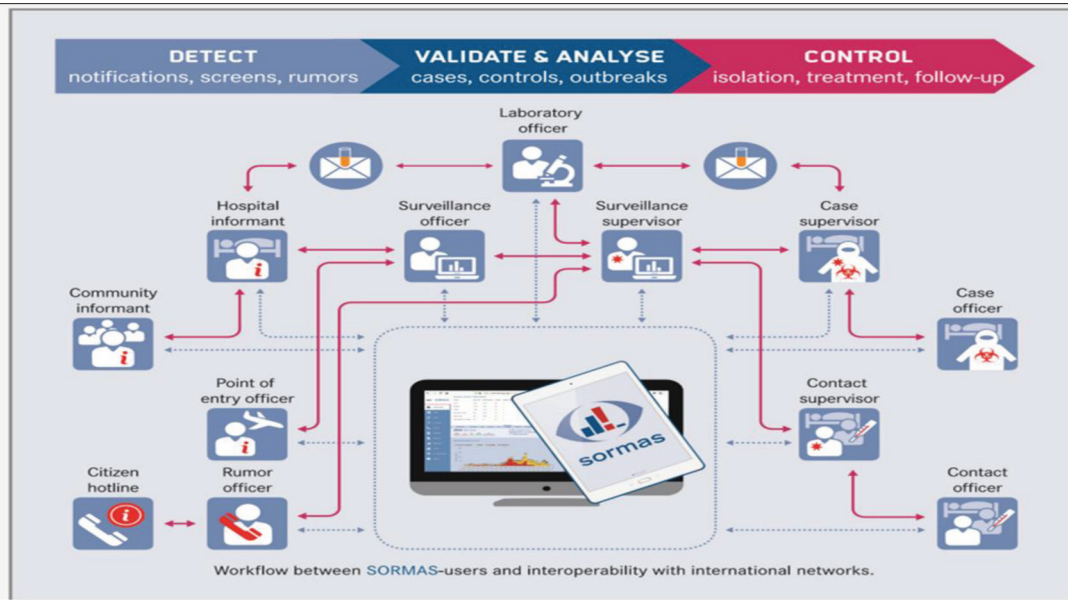 DETECT
notifications, screens, rumors
VALIDATE & ANALYSE
cases, controls, outbreaks
CONTROL
isolation, treatment, follow-up
Laboratory
officer
Hospital
informant
Surveillance
officer
Surveillance
supervisor
Case
supervisor
Community
informant
Case
officer
Point of
entry officer
Contact
supervisor
Citizen
hotline
Rumor
officer
sormas
Contact
officer
Workflow between SORMAS-users and interoperability with international networks.